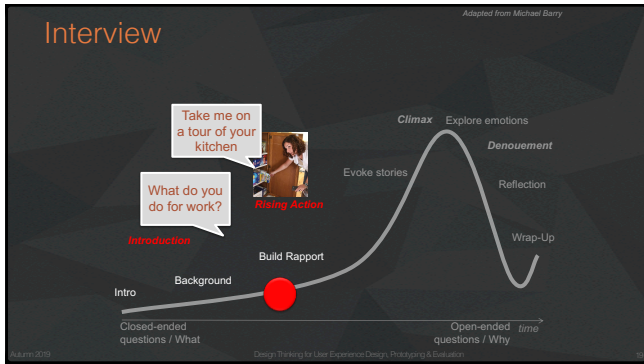 Adapted from Michael Barry
Interview
Take me on
a tour of your
kitchen
Climax
Explore emotions
Denouement
Evoke stories
What do you
do for work?
Reflection
Rising Action
Introduction
Wrap-Up
Build Rapport
Background
Intro
time
Closed-ended
questions / What
Open-ended
questions / Why
Autumn 2019
Design Thinking for User Experience Design, Prototyping & Evaluation